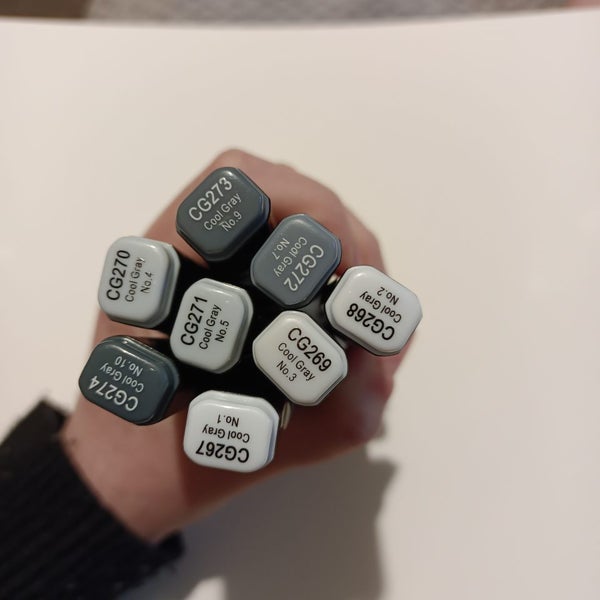 CG273
Cool Gray
No.9
CG272
Cool Gray
No.7
CG270
Cool Gray
No.4
CG271
Cool Gray
No.5
CG268
Cool Gray
No.2
CG269
Cool Gray
No.3
CG274
Cool Gray
No.10
CG267
Cool Gray
No.1